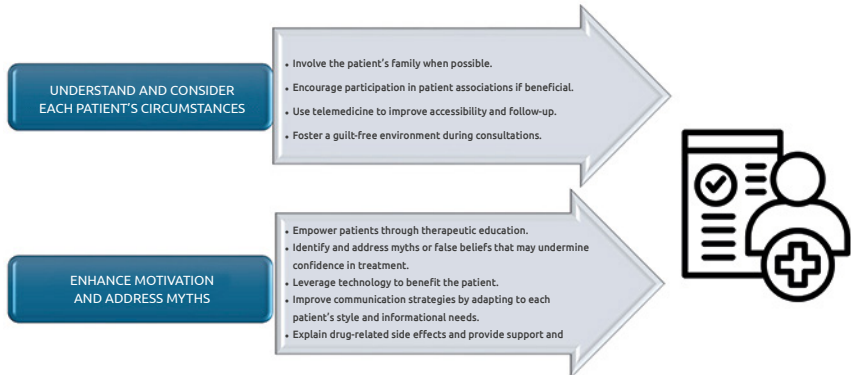 UNDERSTAND AND CONSIDER
EACH PATIENT'S CIRCUMSTANCES
• Involve the patient's family when possible.
• Encourage participation in patient associations if beneficial.
• Use telemedicine to improve accessibility and follow-up.
• Foster a guilt-free environment during consultations.
ENHANCE MOTIVATION
AND ADDRESS MYTHS
• Empower patients through therapeutic education.
• Identify and address myths or false beliefs that may undermine
confidence in treatment.
• Leverage technology to benefit the patient.
• Improve communication strategies by adapting to each
patient's style and informational needs.
• Explain drug-related side effects and provide support and